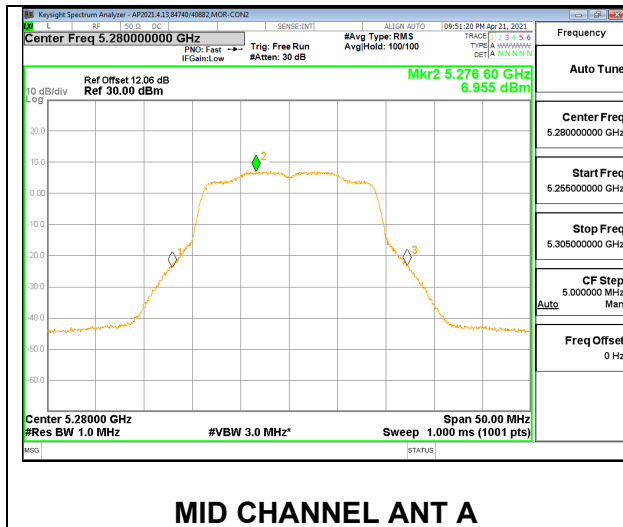 Keysight Spectrum Analyzer - AP2021.4.13,84740/40882,MOR-CON2
L RF 50 Ω DC SENSE:INT ALIGN AUTO 09:51:20 PM Apr 21, 2021
Center Freq 5.280000000 GHz
PNO: Fast
IFGain:Low
Trig: Free Run
#Atten: 30 dB
#Avg Type: RMS
Avg|Hold: 100/100
TRACE 1 2 3 4 5 6
TYPE A WWWWW
DET A N N N N N
Frequency
Ref Offset 12.06 dB
Ref 30.00 dBm
Mkr2 5.276 60 GHz
6.955 dBm
10 dB/div
Log
20.0
10.0
0.00
-10.0
-20.0
-30.0
-40.0
-50.0
-60.0
1
2
3
Center 5.28000 GHz
Span 50.00 MHz
#Res BW 1.0 MHz
#VBW 3.0 MHz*
Sweep 1.000 ms (1001 pts)
MSG
STATUS
Auto Tune
Center Freq
5.280000000 GHz
Start Freq
5.255000000 GHz
Stop Freq
5.305000000 GHz
CF Step
5.000000 MHz
Auto Man
Freq Offset
0 Hz
MID CHANNEL ANT A